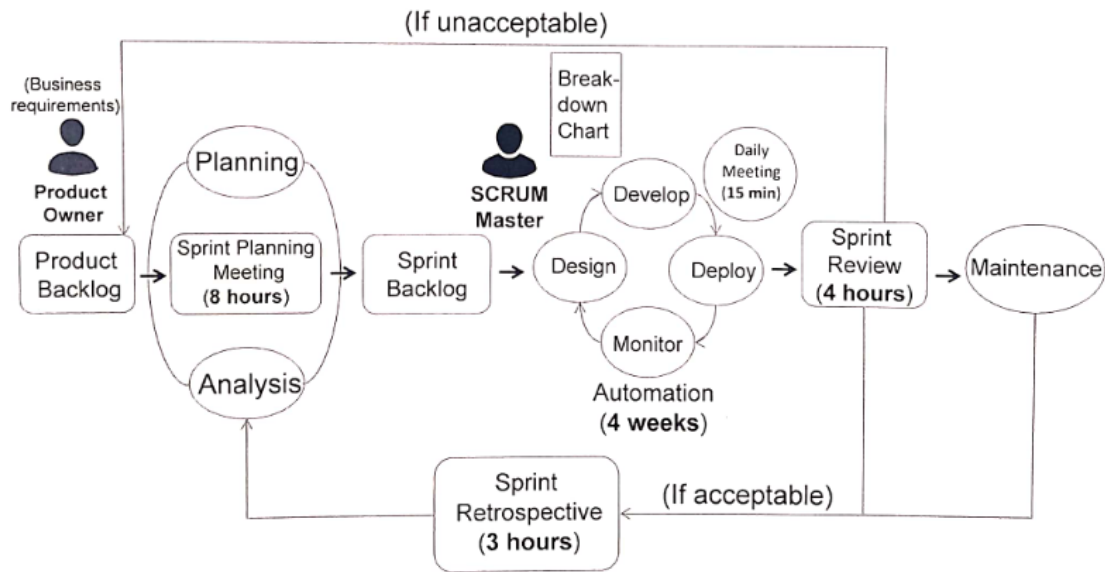 (If unacceptable)
(Business
requirements)
Product
Owner
Product
Backlog
Planning
Sprint Planning
Meeting
(8 hours)
Analysis
Sprint
Backlog
SCRUM
Master
Break-
down
Chart
Daily
Meeting
(15 min)
Develop
Design
Deploy
Monitor
Automation
(4 weeks)
Sprint
Review
(4 hours)
Maintenance
(If acceptable)
Sprint
Retrospective
(3 hours)